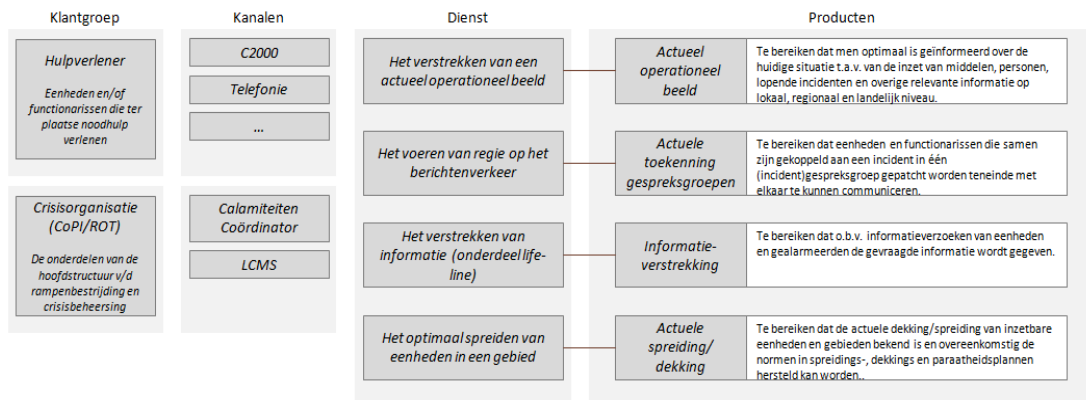 Klantgroep
Kanalen
Dienst
Producten
Hulpverlener
Eenheden en/of
functionarissen die ter
plaatse noodhulp
verlenen
Crisisorganisatie
(CoPI/ROT)
De onderdelen van de
hoofdstructuur v/d
rampenbestrijding en
crisisbeheersing
C2000
Telefonie
...
Calamiteiten
Coördinator
LCMS
Het verstrekken van een
actueel operationeel beeld
Actueel
operationeel
beeld
Te bereiken dat men optimaal is geïnformeerd over de
huidige situatie t.a.v. van de inzet van middelen, personen,
lopende incidenten en overige relevante informatie op
lokaal, regionaal en landelijk niveau.
Het voeren van regie op het
berichtenverkeer
Actuele
toekenning
gespreksgroepen
Te bereiken dat eenheden en functionarissen die samen
zijn gekoppeld aan een incident in één
(incident)gespreksgroep gepatcht worden teneinde met
elkaar te kunnen communiceren.
Het verstrekken van
informatie (onderdeel life-
line)
Informatie-
verstrekking
Te bereiken dat o.b.v. informatieverzoeken van eenheden
en gealarmeerden de gevraagde informatie wordt gegeven.
Het optimaal spreiden van
eenheden in een gebied
Actuele
spreiding/
dekking
Te bereiken dat de actuele dekking/spreiding van inzetbare
eenheden en gebieden bekend is en overeenkomstig de
normen in spreidings-, dekkings en paraatheidsplannen
hersteld kan worden..